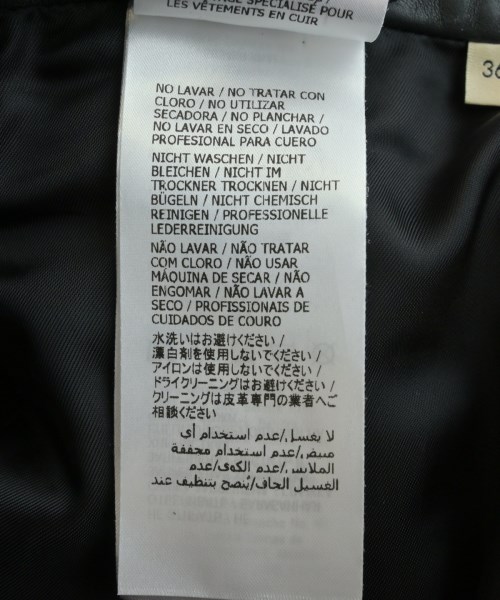 SPÉCIALISÉ POUR
LES VÊTEMENTS EN CUIR
36
NO LAVAR / NO TRATAR CON
CLORO / NO UTILIZAR
SECADORA / NO PLANCHAR /
NO LAVAR EN SECO / LAVADO
PROFESIONAL PARA CUERO
NICHT WASCHEN / NICHT
BLEICHEN / NICHT IM
TROCKNER TROCKNEN / NICHT
BÜGELN / NICHT CHEMISCH
REINIGEN / PROFESSIONELLE
LEDERREINIGUNG
NÃO LAVAR / NÃO TRATAR
COM CLORO / NÃO USAR
MÁQUINA DE SECAR / NÃO
ENGOMAR / NÃO LAVAR A
SECO / PROFISSIONAIS DE
CUIDADOS DE COURO
水洗いはお避けください /
漂白剤を使用しないでください /
アイロンは使用しないでください /
ドライクリーニングはお避けください /
クリーニングは皮革専門の業者へご
相談ください
لا يغسل/عدم استخدام أي
مبيض/عدم استخدام مجففة
الملابس/عدم الكوي/عدم
الغسيل الجاف/يُنصح بتنظيف عند